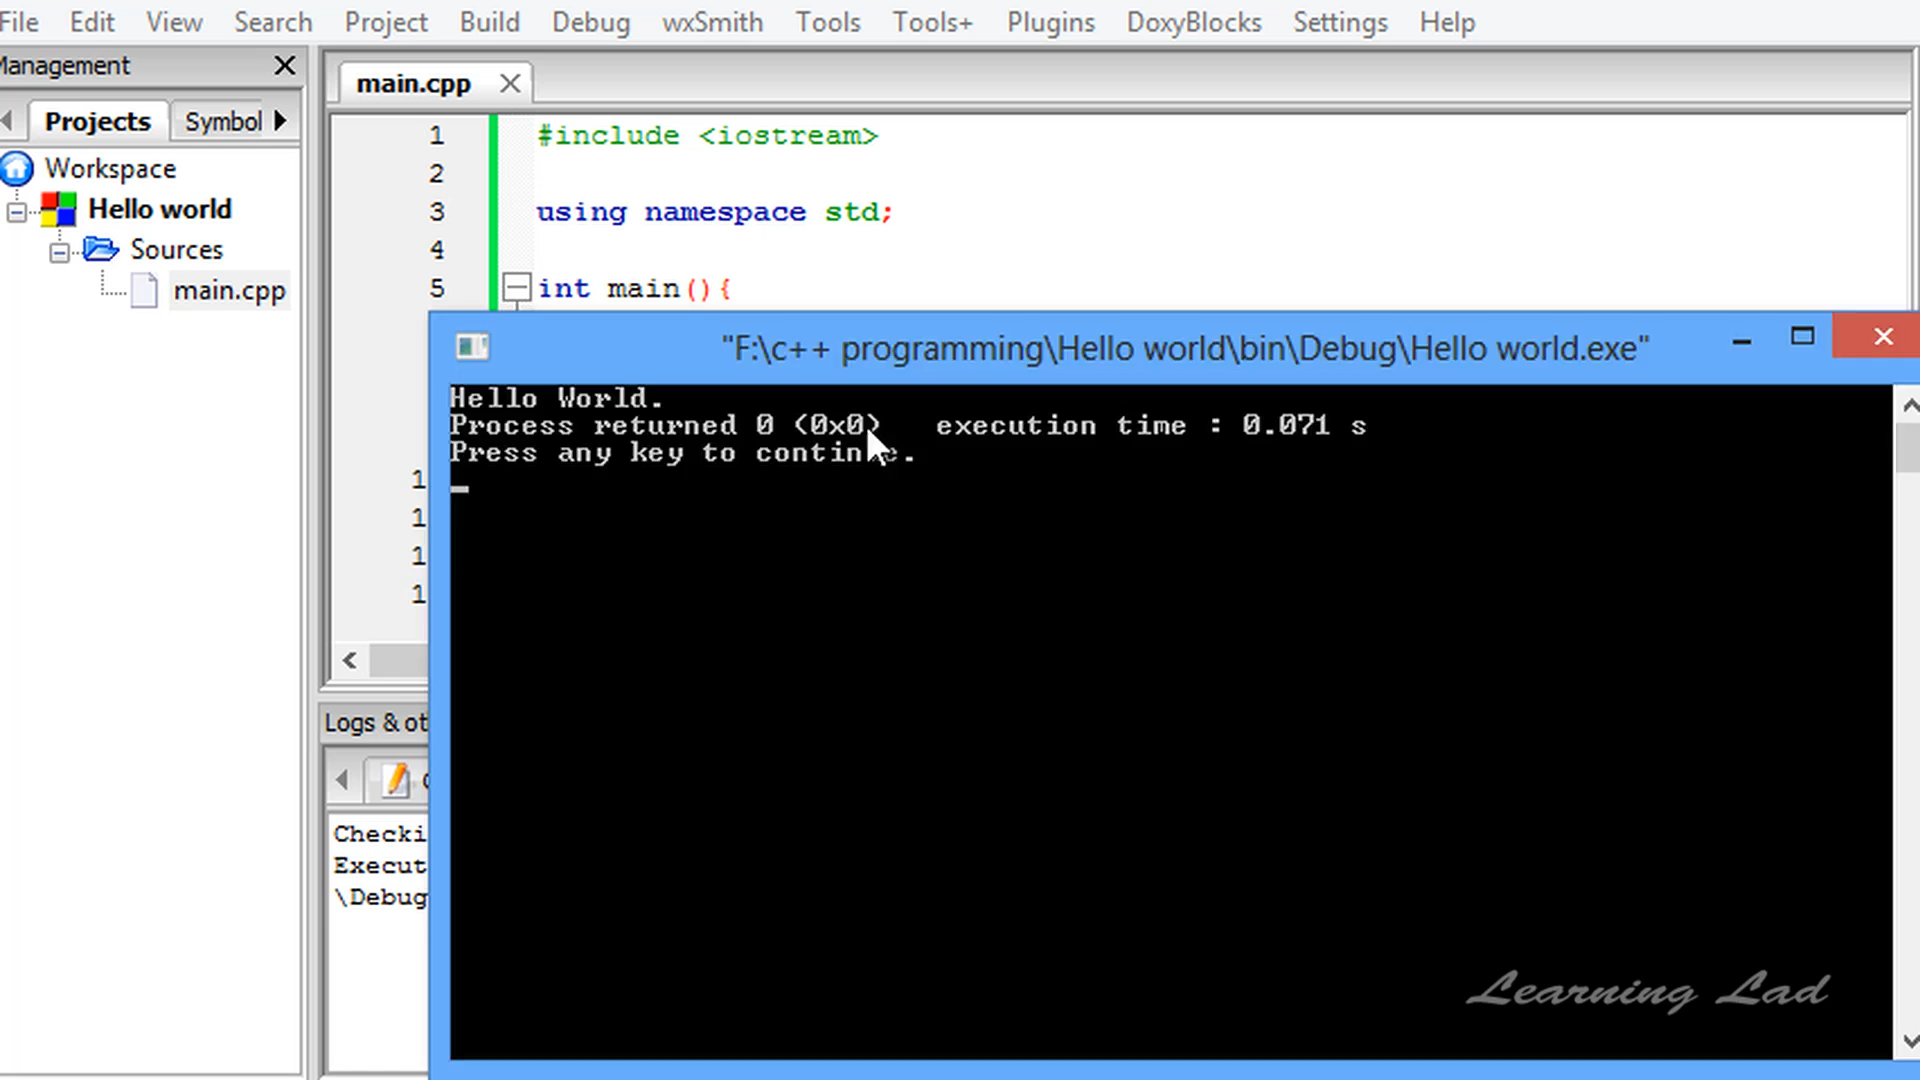 File Edit View Search Project Build Debug wxSmith Tools Tools+ Plugins DoxyBlocks Settings Help
Management
Projects Symbol
Workspace
Hello world
Sources
main.cpp
main.cpp
1 #include <iostream>
2
3 using namespace std;
4
5 int main(){
1
1
1
1
"F:\c++ programming\Hello world\bin\Debug\Hello world.exe"
Hello World.
Process returned 0 (0x0) execution time : 0.071 s
Press any key to continue.
Logs & ot
Checki
Execut
\Debug
Learning Lad